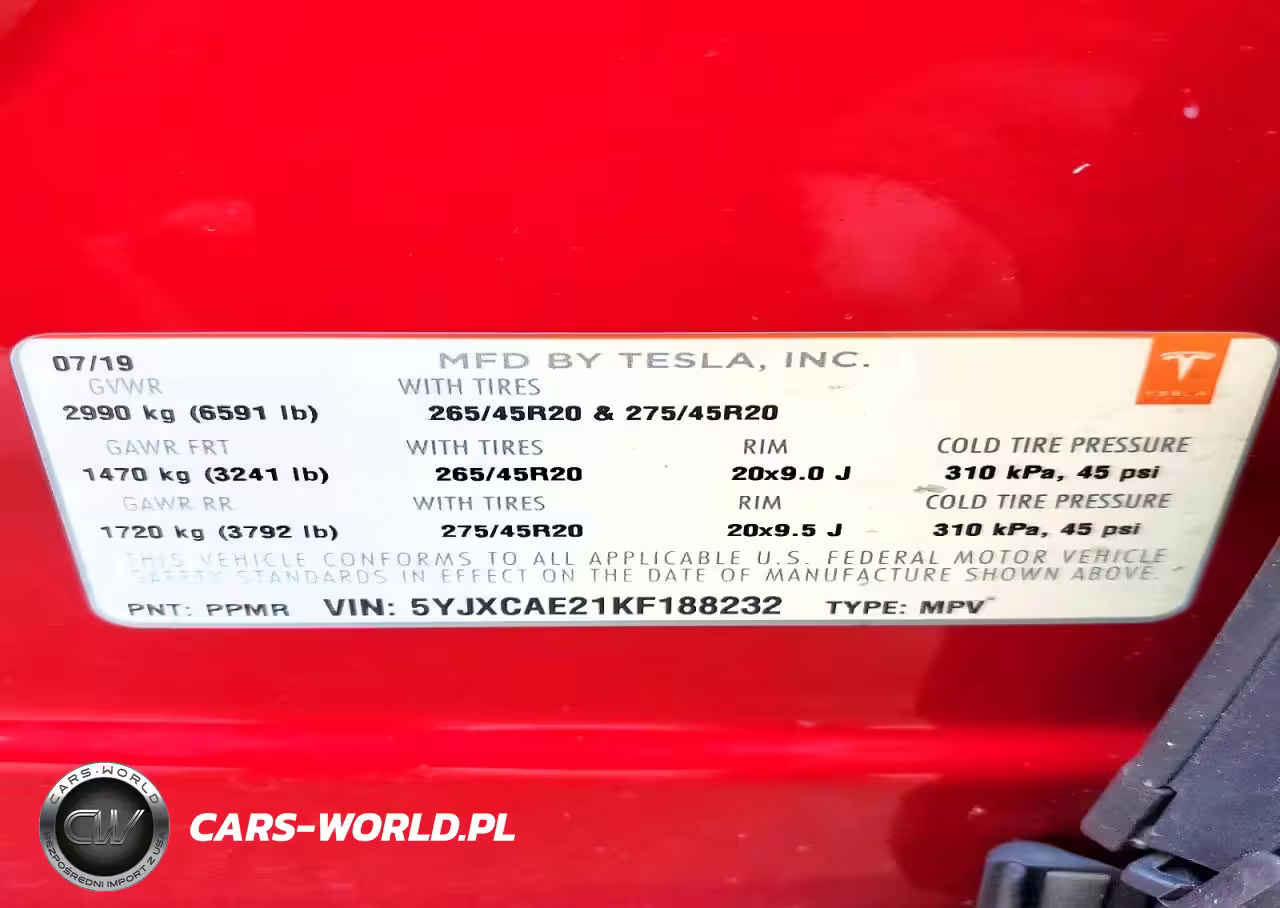 07/19 MFD BY TESLA, INC.
GVWR WITH TIRES
TESLA
2990 kg (6591 lb) 265/45R20 & 275/45R20
GAWR FRT WITH TIRES RIM COLD TIRE PRESSURE
1470 kg (3241 lb) 265/45R20 20x9.0 J 310 kPa, 45 psi
GAWR RR WITH TIRES RIM COLD TIRE PRESSURE
1720 kg (3792 lb) 275/45R20 20x9.5 J 310 kPa, 45 psi
THIS VEHICLE CONFORMS TO ALL APPLICABLE U.S. FEDERAL MOTOR VEHICLE
SAFETY STANDARDS IN EFFECT ON THE DATE OF MANUFACTURE SHOWN ABOVE.
PNT: PPMR VIN: 5YJXCAE21KF188232 TYPE: MPV
CARS-WORLD
CW
BEZPOŚREDNI IMPORT Z USA
CARS-WORLD.PL